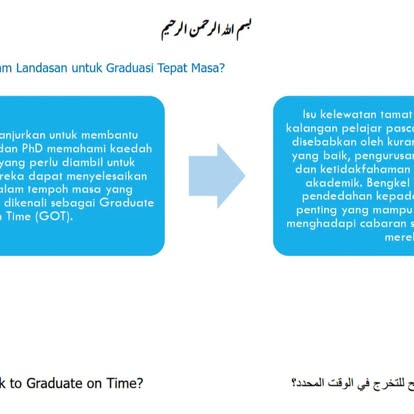 بسم الله الرحمن الرحيم
am Landasan untuk Graduasi Tepat Masa?
anjurkan untuk membantu
dan PhD memahami kaedah
yang perlu diambil untuk
reka dapat menyelesaikan
alam tempoh masa yang
dikenali sebagai Graduate
n Time (GOT).
Isu kelewatan tamat
kalangan pelajar pasc
disebabkan oleh kuran
yang baik, pengurusan
dan ketidakfahaman
akademik. Bengkel
pendedahan kepada
penting yang mampu
menghadapi cabaran s
mere
k to Graduate on Time?
ح للتخرج في الوقت المحدد؟